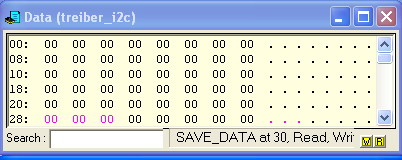 Data (treiber_i2c)
00: 00 00 00 00 00 00 00 00 . . . . . . . .
08: 00 00 00 00 00 00 00 00 . . . . . . . .
10: 00 00 00 00 00 00 00 00 . . . . . . . .
18: 00 00 00 00 00 00 00 00 . . . . . . . .
20: 00 00 00 00 00 00 00 00 . . . . . . . .
28: 00 00 00 00 00 00 00 00 . . . . . . . .
Search : SAVE_DATA at 30, Read, Wri W R